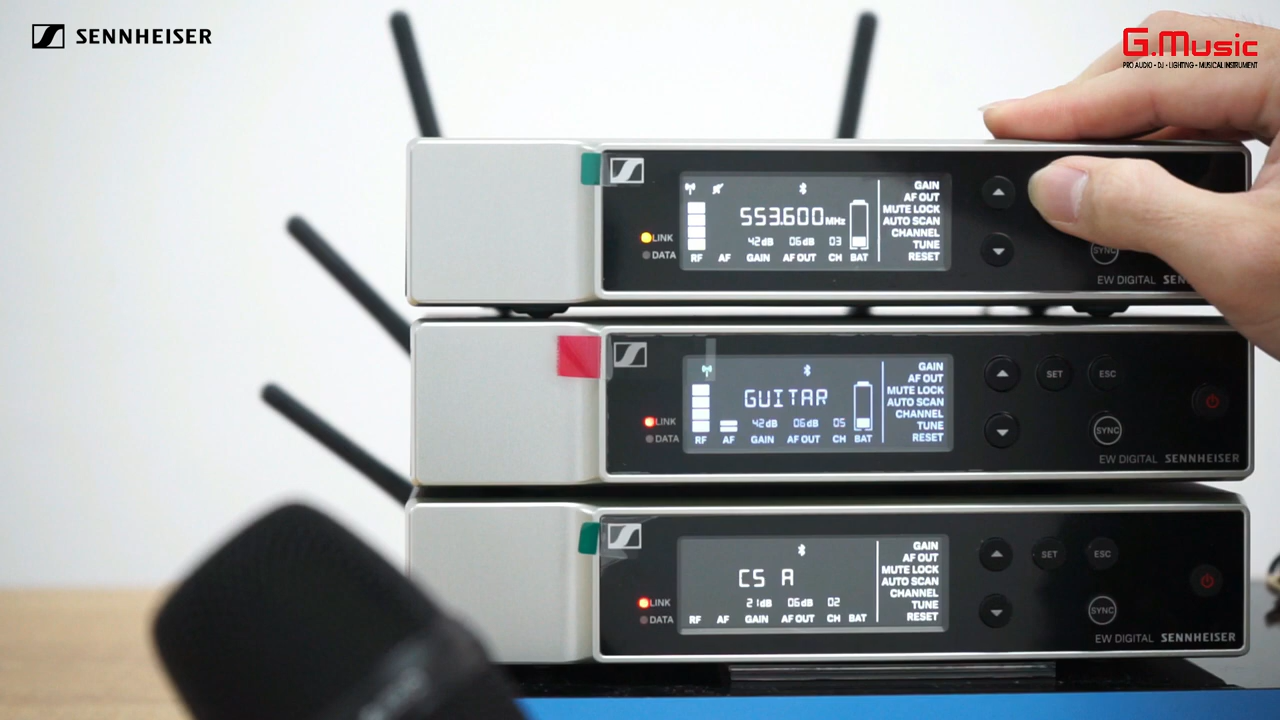 SENNHEISER
G.Music
PRO AUDIO • DJ • LIGHTING • MUSICAL INSTRUMENT
553.600 MHz
42dB 06dB 03
RF AF GAIN AF OUT CH BAT
LINK
DATA
GAIN
AF OUT
MUTE LOCK
AUTO SCAN
CHANNEL
TUNE
RESET
SYNC
EW DIGITAL SEN
GUITAR
42dB 06dB 05
RF AF GAIN AF OUT CH BAT
LINK
DATA
GAIN
AF OUT
MUTE LOCK
AUTO SCAN
CHANNEL
TUNE
RESET
SET ESC
SYNC
EW DIGITAL SENNHEISER
CS A
21dB 06dB 02
RF AF GAIN AF OUT CH BAT
LINK
DATA
GAIN
AF OUT
MUTE LOCK
AUTO SCAN
CHANNEL
TUNE
RESET
SET ESC
SYNC
EW DIGITAL SENNHEISER